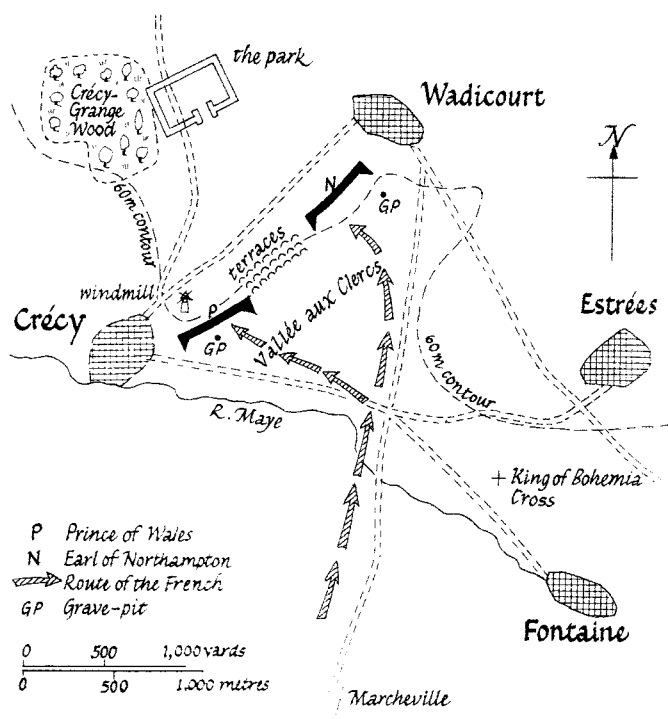 the park
Crécy-
Grange
Wood
Wadicourt
N
60m contour
N
GP
terraces
windmill
P
Crécy
GP
Vallée aux Clercs
Estrées
60m contour
R. Maye
King of Bohemia
Cross
P Prince of Wales
N Earl of Northampton
Route of the French
GP Grave-pit
0 500 1,000 yards
0 500 1.000 metres
Fontaine
Marcheville